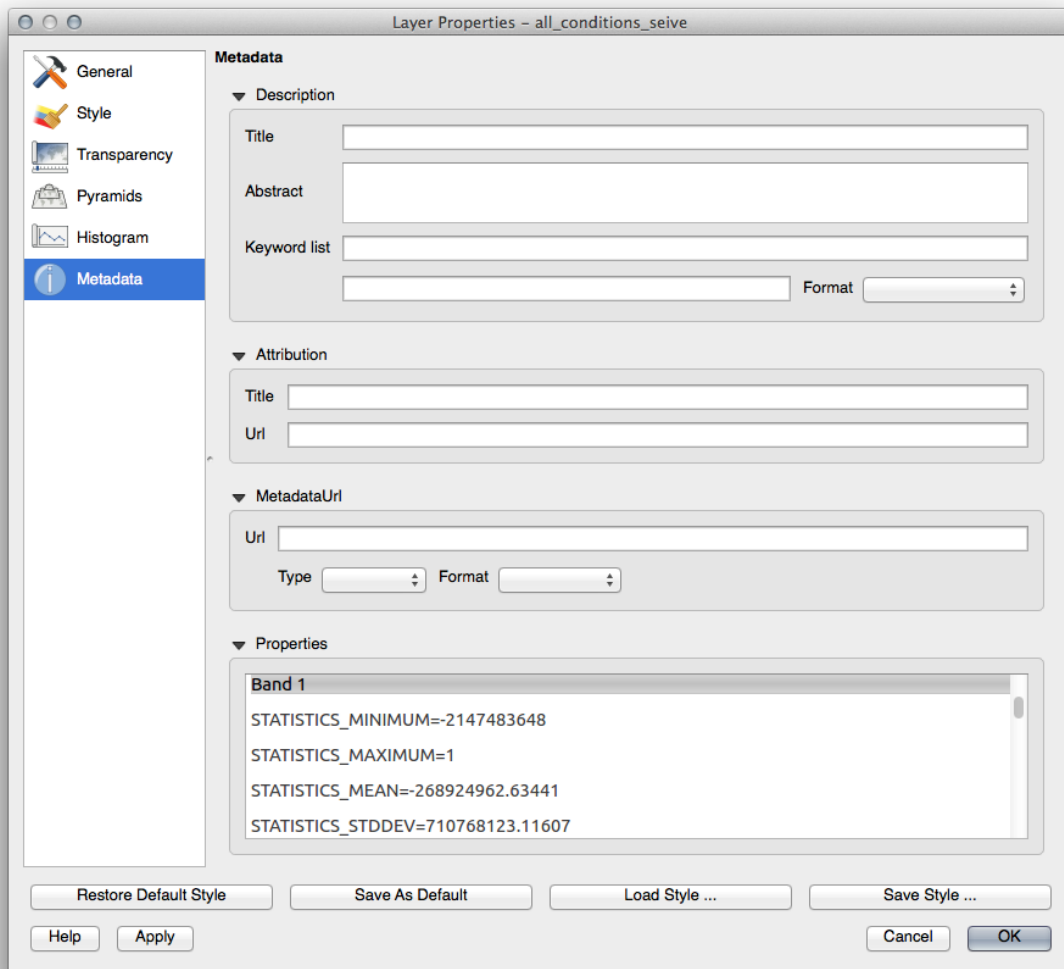 Layer Properties – all_conditions_seive
General
Style
Transparency
Pyramids
Histogram
Metadata
Metadata
Description
Title
Abstract
Keyword list
Format
Attribution
Title
Url
MetadataUrl
Url
Type Format
Properties
Band 1
STATISTICS_MINIMUM=-2147483648
STATISTICS_MAXIMUM=1
STATISTICS_MEAN=-268924962.63441
STATISTICS_STDDEV=710768123.11607
Restore Default Style Save As Default Load Style ... Save Style ...
Help Apply Cancel OK